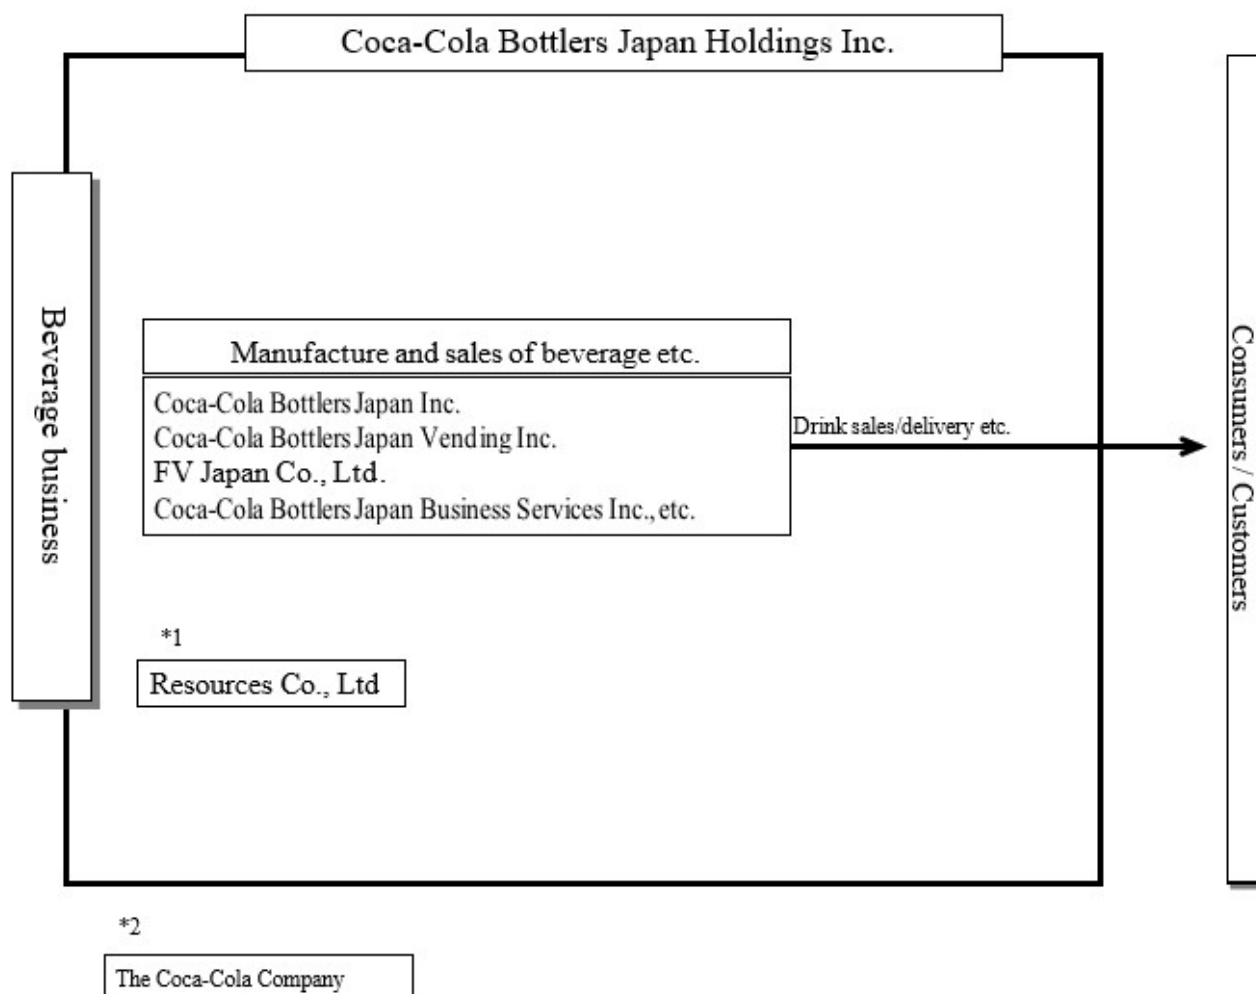 Coca-Cola Bottlers Japan Holdings Inc.
Beverage business
Manufacture and sales of beverage etc.
Coca-Cola Bottlers Japan Inc.
Coca-Cola Bottlers Japan Vending Inc.
FV Japan Co., Ltd.
Coca-Cola Bottlers Japan Business Services Inc., etc.
Drink sales/delivery etc.
Consumers / Customers
*1
Resources Co., Ltd
*2
The Coca-Cola Company